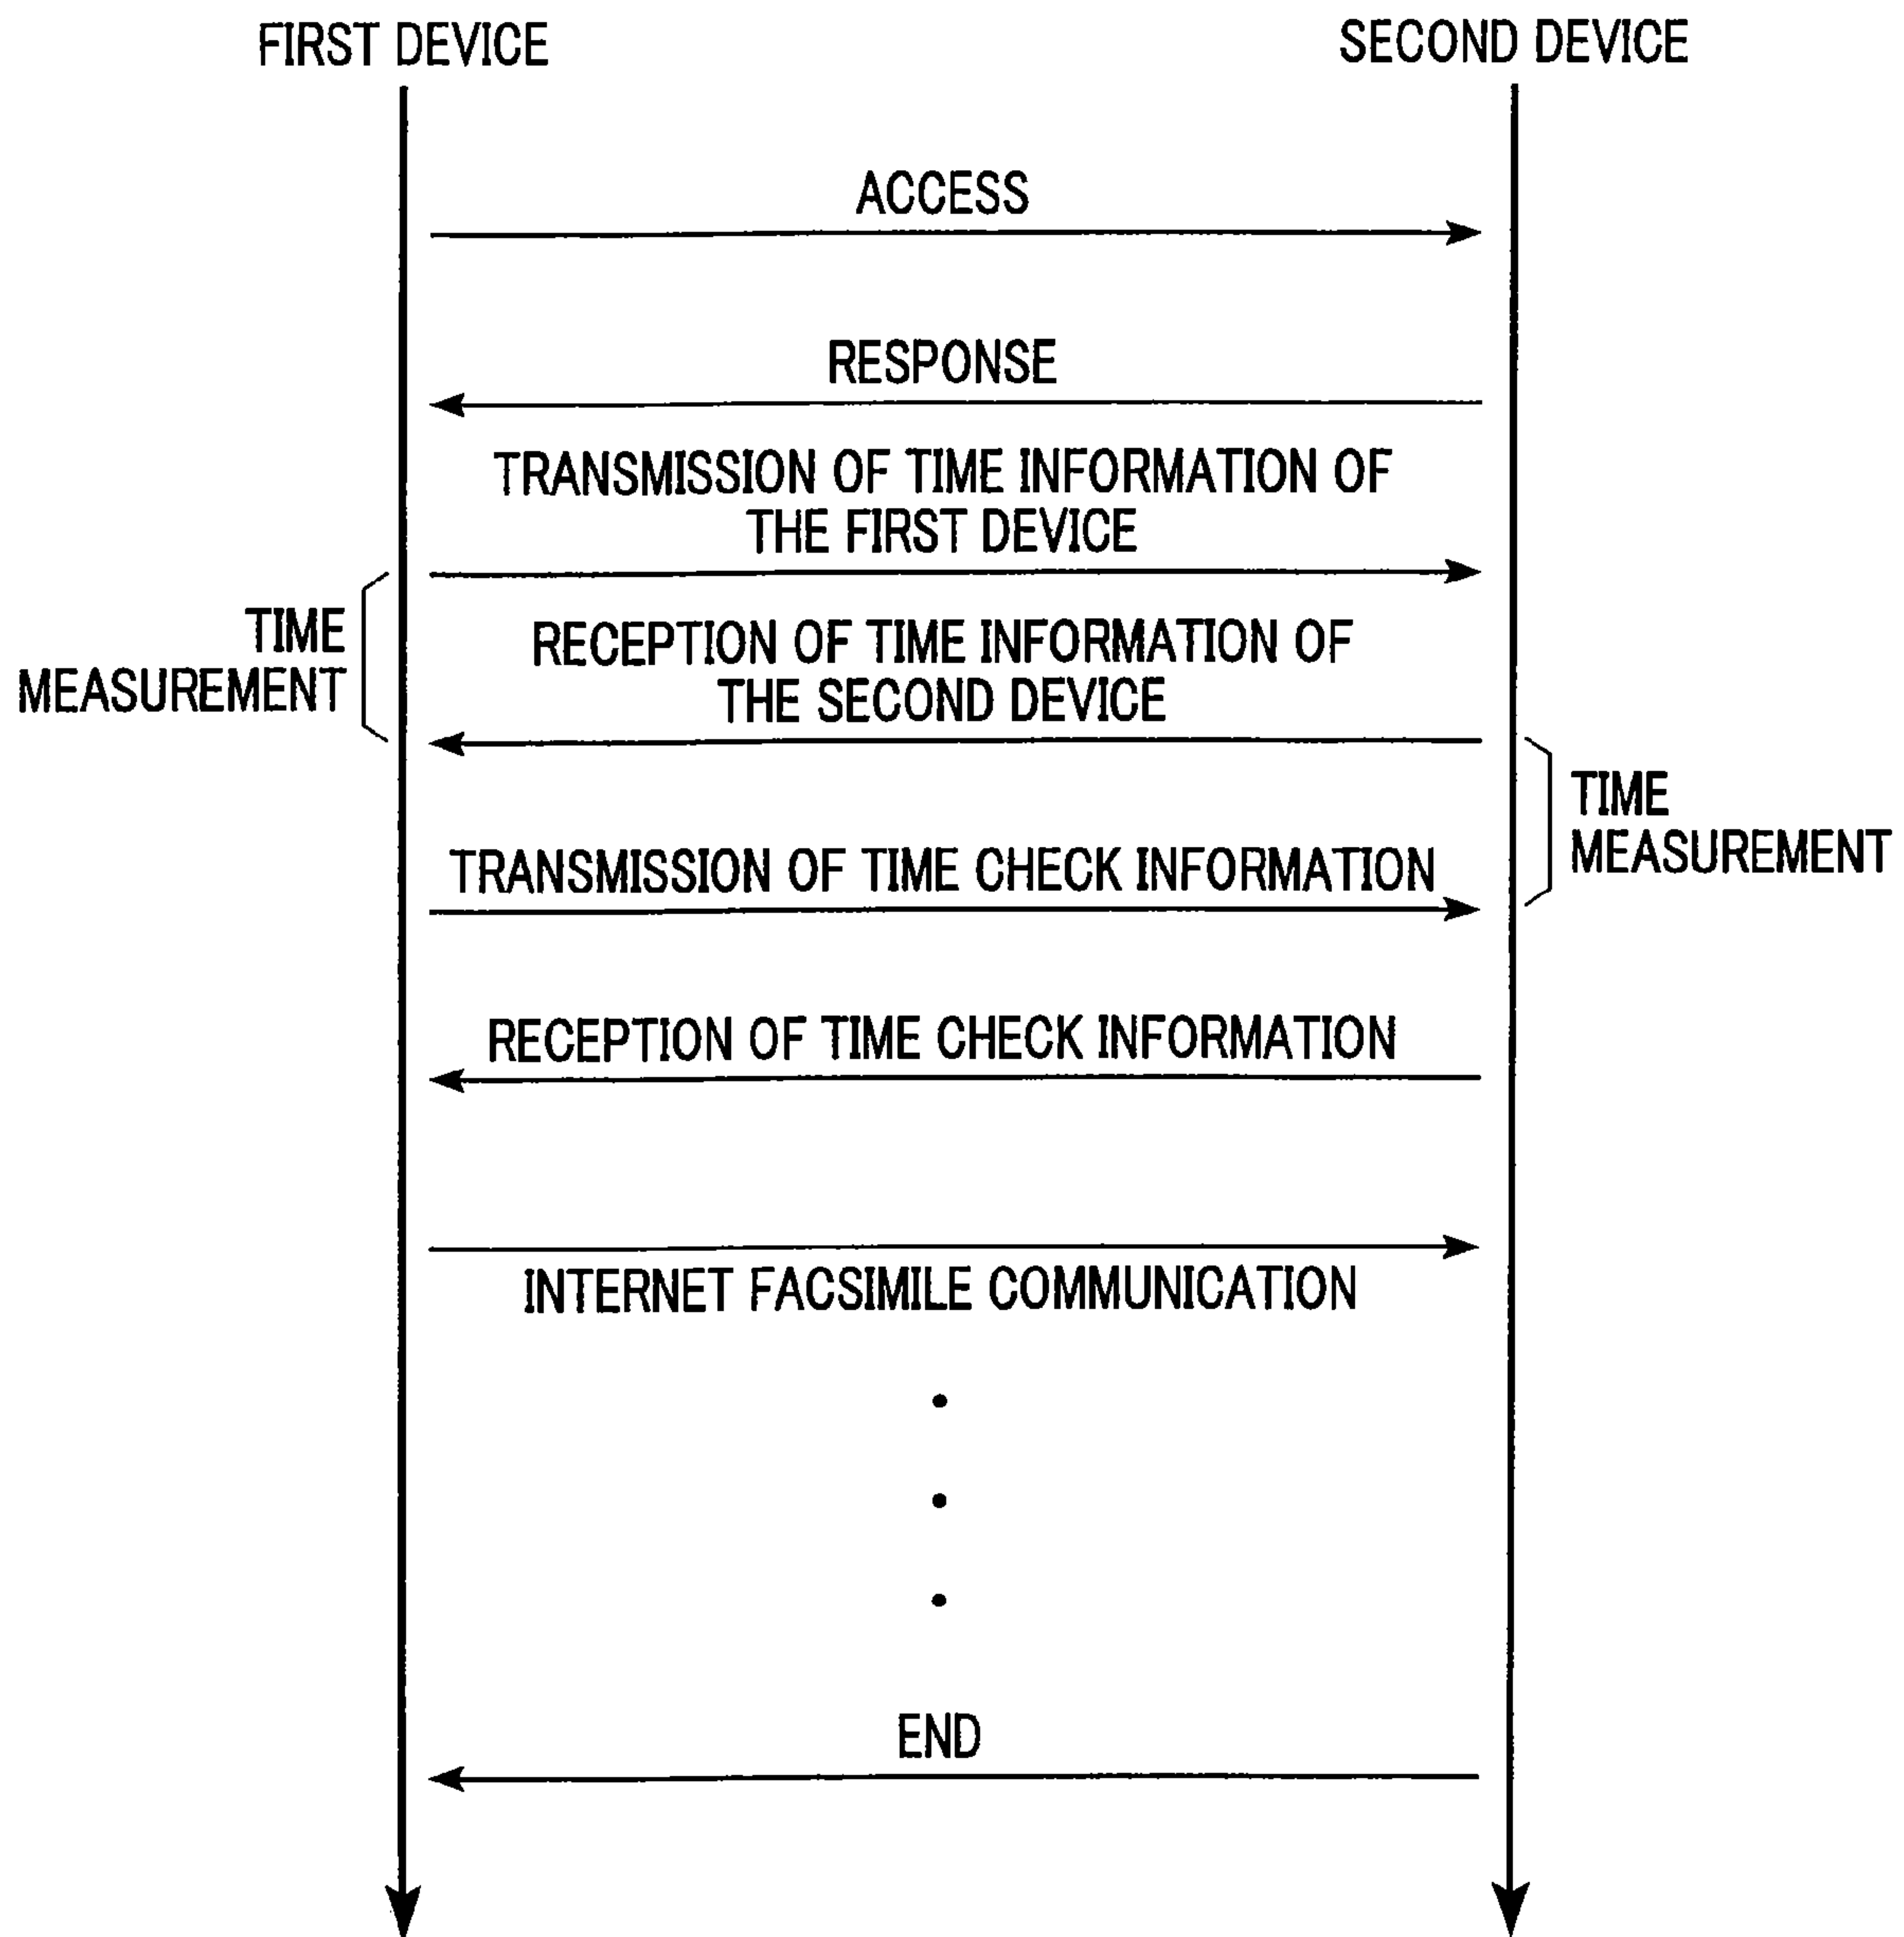 FIRST DEVICE
SECOND DEVICE
ACCESS
RESPONSE
TRANSMISSION OF TIME INFORMATION OF
THE FIRST DEVICE
TIME
MEASUREMENT
RECEPTION OF TIME INFORMATION OF
THE SECOND DEVICE
TIME
MEASUREMENT
TRANSMISSION OF TIME CHECK INFORMATION
RECEPTION OF TIME CHECK INFORMATION
INTERNET FACSIMILE COMMUNICATION
END